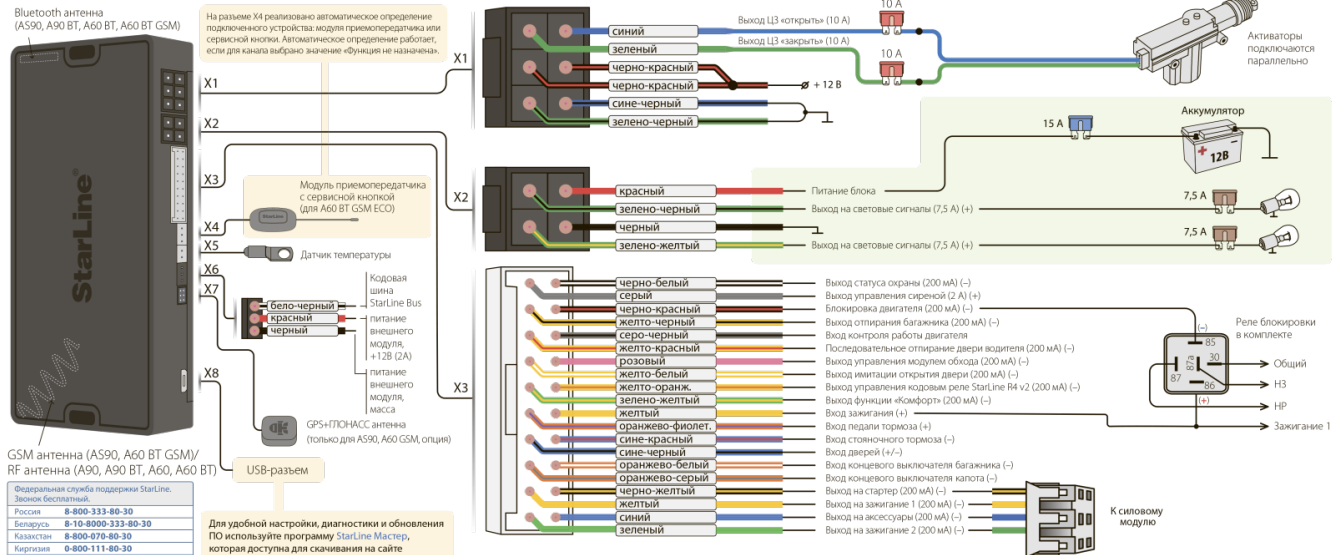 Bluetooth антенна
(AS90, A90 BT, A60 BT, A60 BT GSM)
На разъеме X4 реализовано автоматическое определение
подключенного устройства: модуля приемопередатчика или
сервисной кнопки. Автоматическое определение работает,
если для канала выбрано значение «Функция не назначена».
StarLine
X1
X2
X3
X4
X5
X6
X7
X8
Модуль приемопередатчика
с сервисной кнопкой
(для A60 BT GSM ECO)
StarLine
Датчик температуры
бело-черный
красный
черный
Кодовая
шина
StarLine Bus
питание
внешнего
модуля,
+12В (2А)
питание
внешнего
модуля,
масса
GPS+ГЛОНАСС антенна
(только для AS90, A60 GSM, опция)
GSM антенна (AS90, A60 BT GSM)/
RF антенна (A90, A90 BT, A60, A60 BT)
USB-разъем
Федеральная служба поддержки StarLine.
Звонок бесплатный.
Россия 8-800-333-80-30
Беларусь 8-10-8000-333-80-30
Казахстан 8-800-070-80-30
Киргизия 0-800-111-80-30
Для удобной настройки, диагностики и обновления
ПО используйте программу StarLine Мастер,
которая доступна для скачивания на сайте
X1
синий
зеленый
черно-красный
черно-красный
сине-черный
зелено-черный
Выход ЦЗ «открыть» (10 А)
Выход ЦЗ «закрыть» (10 А)
+ 12 В
10 А
10 А
Активаторы
подключаются
параллельно
X2
красный
зелено-черный
черный
зелено-желтый
Питание блока
Выход на световые сигналы (7,5 А) (+)
Выход на световые сигналы (7,5 А) (+)
15 А
Аккумулятор
+ 12В
7,5 А
7,5 А
X3
черно-белый Выход статуса охраны (200 мА) (–)
серый Выход управления сиреной (2 А) (+)
черно-красный Блокировка двигателя (200 мА) (–)
желто-черный Выход отпирания багажника (200 мА) (–)
серо-черный Вход контроля работы двигателя
желто-красный Последовательное отпирание двери водителя (200 мА) (–)
розовый Выход управления модулем обхода (200 мА) (–)
желто-белый Выход имитации открытия двери (200 мА) (–)
желто-оранж. Выход управления кодовым реле StarLine R4 v2 (200 мА) (–)
зелено-желтый Выход функции «Комфорт» (200 мА) (–)
желтый Вход зажигания (+)
оранжево-фиолет. Вход педали тормоза (+)
сине-красный Вход стояночного тормоза (–)
сине-черный Вход дверей (+/–)
оранжево-белый Вход концевого выключателя багажника (–)
оранжево-серый Вход концевого выключателя капота (–)
черно-желтый Выход на стартер (200 мА) (–)
желтый Выход на зажигание 1 (200 мА) (–)
синий Выход на аксессуары (200 мА) (–)
зеленый Выход на зажигание 2 (200 мА) (–)
Реле блокировки
в комплекте
(–)
85
87
87a
30
86
(+)
Общий
НЗ
НР
Зажигание 1
К силовому
модулю